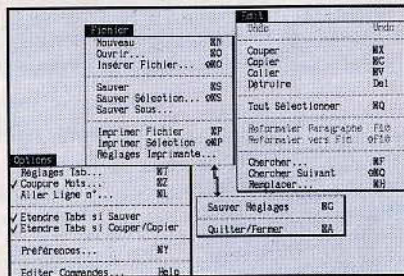 Fichier
Nouveau ⌘N
Ouvrir... ⌘O
Insérer Fichier... ⇧⌘O
Sauver ⌘S
Sauver Sélection... ⇧⌘S
Sauver Sous...
Imprimer Fichier ⌘P
Imprimer Sélection ⇧⌘P
Réglages Imprimante...
Sauver Réglages ⌘G
Quitter/Fermer ⌘A
Edit
Undo Undo
Couper ⌘X
Copier ⌘C
Coller ⌘V
Détruire Del
Tout Sélectionner ⌘Q
Reformater Paragraphe F10
Reformater vers Fin ⇧F10
Chercher... ⌘F
Chercher Suivant ⇧⌘Q
Remplacer... ⌘H
Options
Réglages Tab... ⌘T
✓ Coupure Mots... ⌘Z
Aller Ligne n°... ⌘L
✓ Etendre Tabs si Sauver
✓ Etendre Tabs si Couper/Copier
Préférences... ⌘Y
Editer Commandes... Help